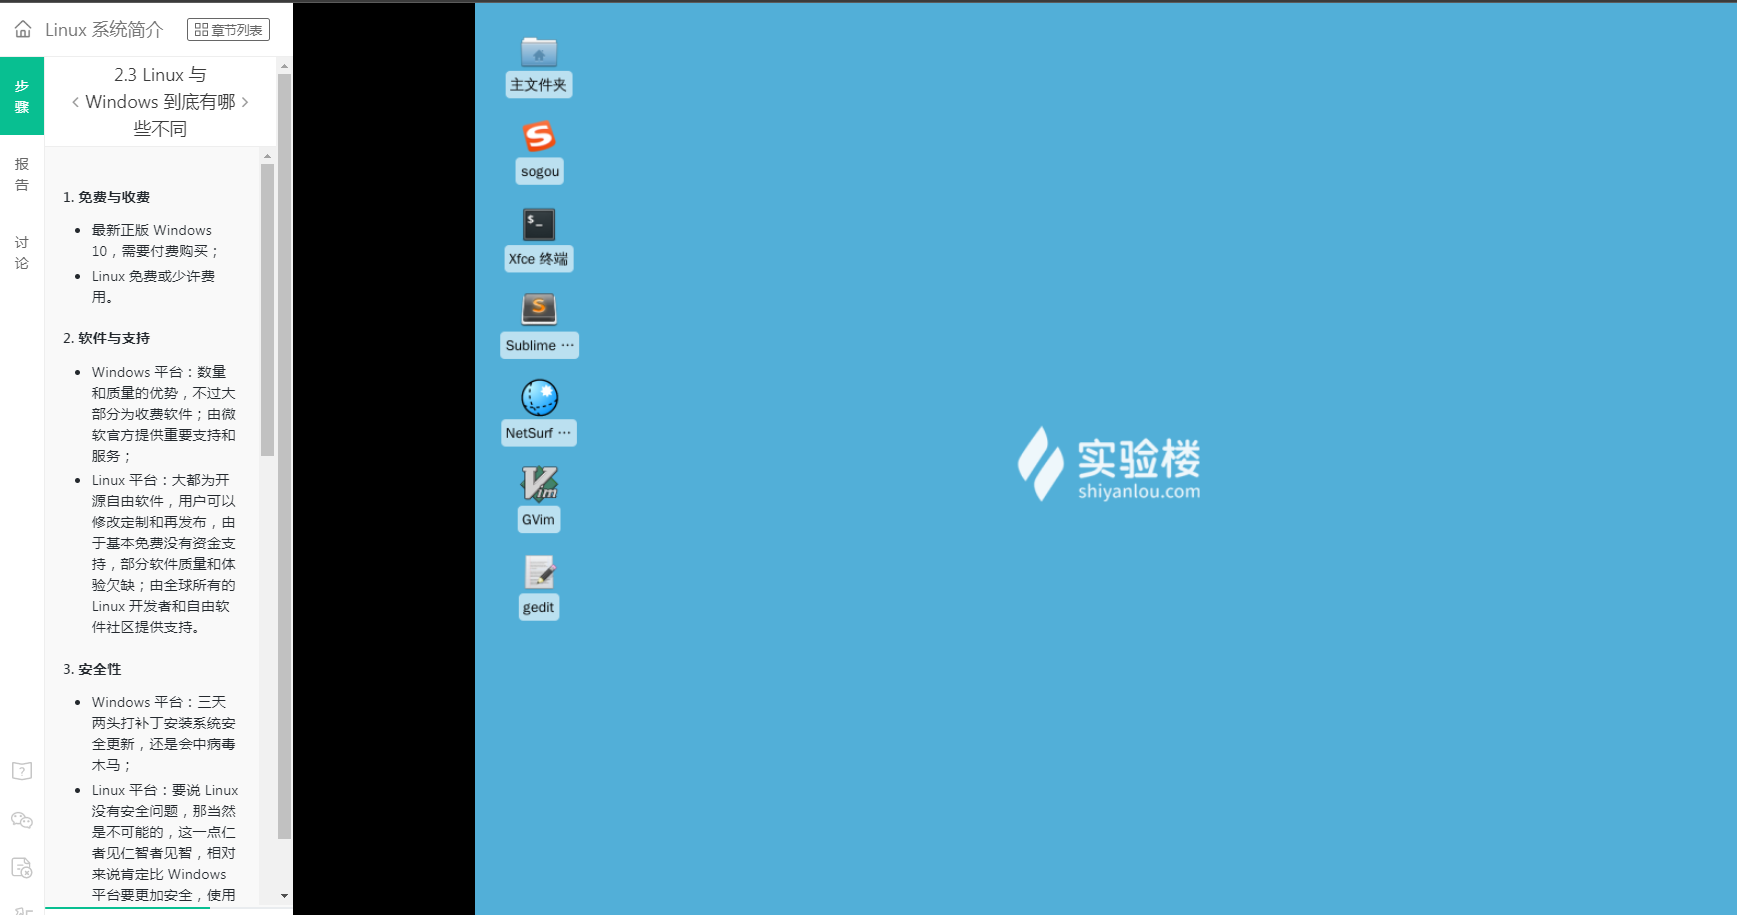 Linux 系统简介
章节列表
步
骤
报
告
讨
论
2.3 Linux 与
Windows 到底有哪
些不同
1. 免费与收费
最新正版 Windows
10，需要付费购买；
Linux 免费或少许费
用。
2. 软件与支持
Windows 平台：数量
和质量的优势，不过大
部分为收费软件；由微
软官方提供重要支持和
服务；
Linux 平台：大都为开
源自由软件，用户可以
修改定制和再发布，由
于基本免费没有资金支
持，部分软件质量和体
验欠缺；由全球所有的
Linux 开发者和自由软
件社区提供支持。
3. 安全性
Windows 平台：三天
两头打补丁安装系统安
全更新，还是会中病毒
木马；
Linux 平台：要说 Linux
没有安全问题，那当然
是不可能的，这一点仁
者见仁智者见智，相对
来说肯定比 Windows
平台要更加安全，使用
主文件夹
sogou
$_
Xfce 终端
Sublime ···
NetSurf ···
Vim
GVim
gedit
实验楼
shiyanlou.com